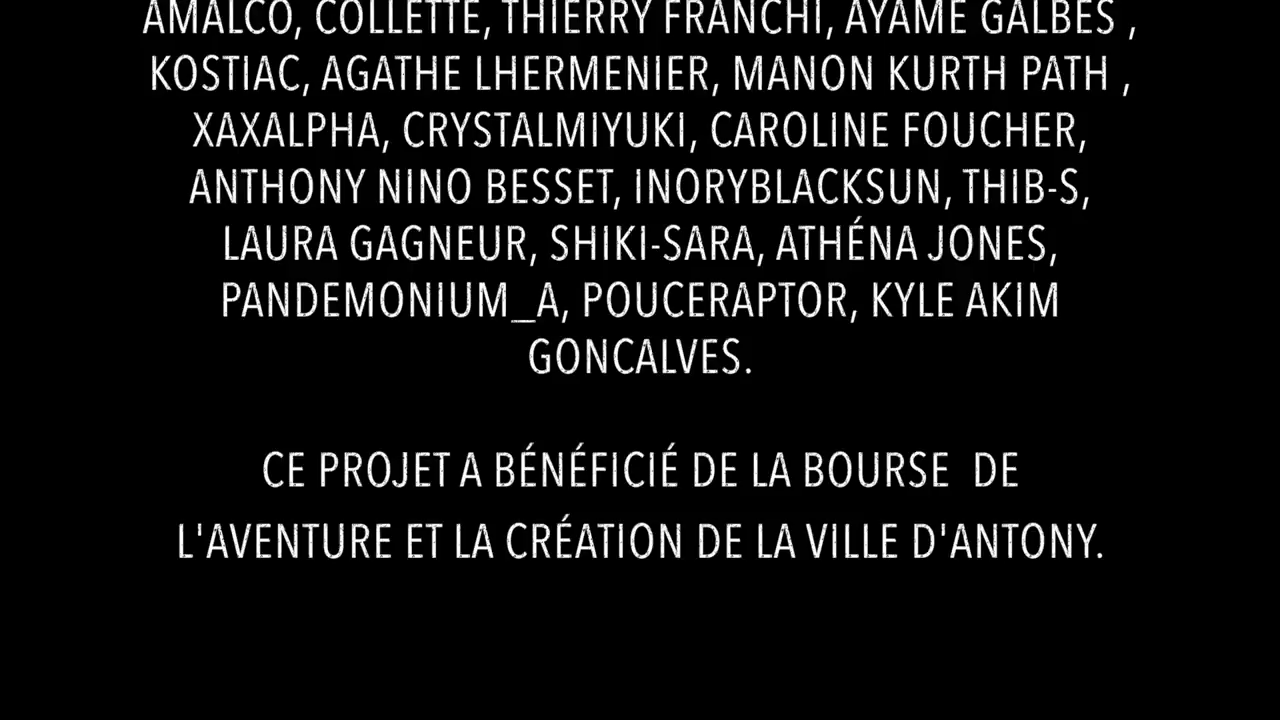 AMALCO, COLLETTE, THIERRY FRANCHI, AYAME GALBES ,
KOSTIAC, AGATHE LHERMENIER, MANON KURTH PATH ,
XAXALPHA, CRYSTALMIYUKI, CAROLINE FOUCHER,
ANTHONY NINO BESSET, INORYBLACKSUN, THIB-S,
LAURA GAGNEUR, SHIKI-SARA, ATHÉNA JONES,
PANDEMONIUM_A, POUCERAPTOR, KYLE AKIM
GONCALVES.
CE PROJET A BÉNÉFICIÉ DE LA BOURSE  DE
L'AVENTURE ET LA CRÉATION DE LA VILLE D'ANTONY.